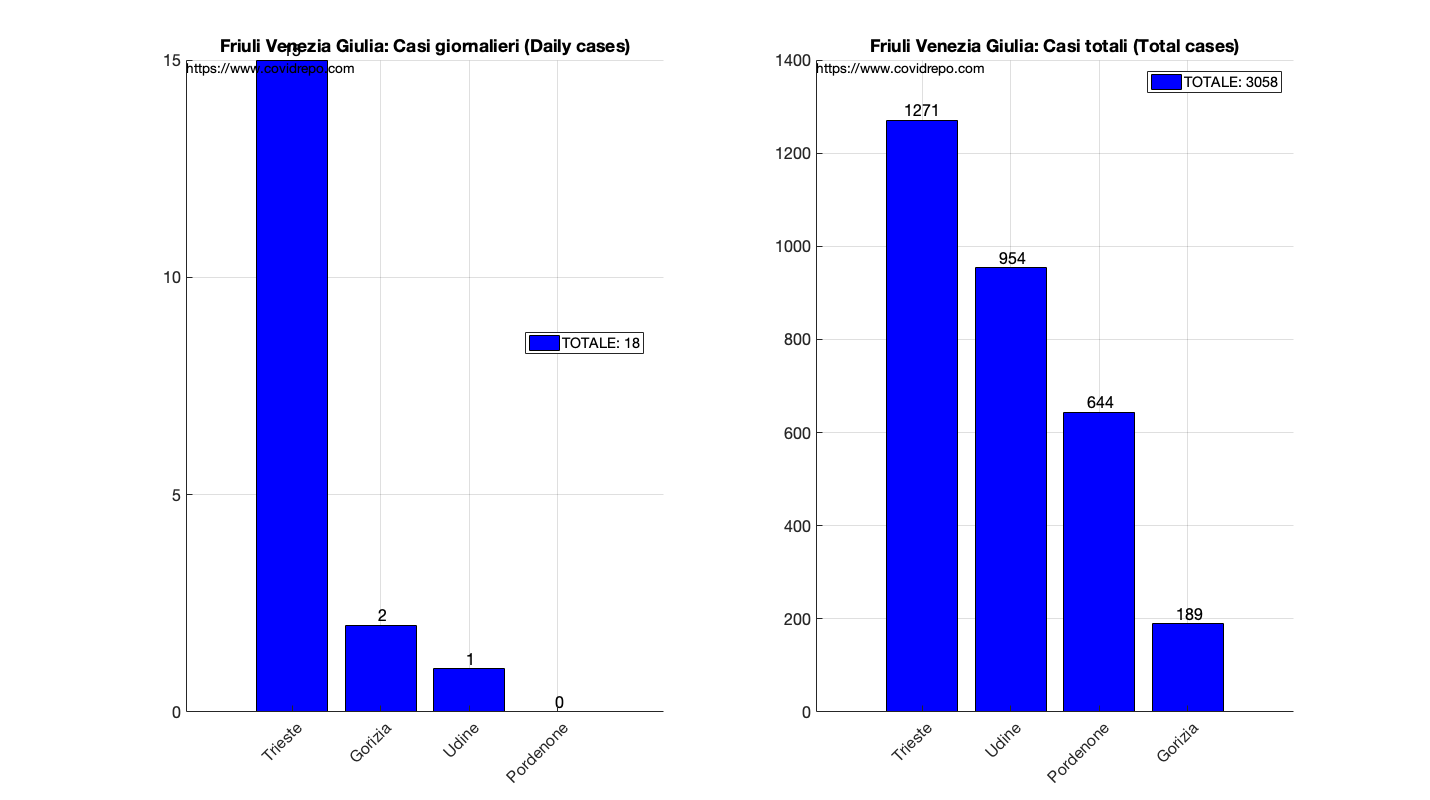 Friuli Venezia Giulia: Casi giornalieri (Daily cases)
15
15
https://www.covidrepo.com
10
TOTALE: 18
5
2
1
0
0
Trieste
Gorizia
Udine
Pordenone
Friuli Venezia Giulia: Casi totali (Total cases)
1400
https://www.covidrepo.com
TOTALE: 3058
1271
1200
1000
954
800
644
600
400
200
189
0
Trieste
Udine
Pordenone
Gorizia